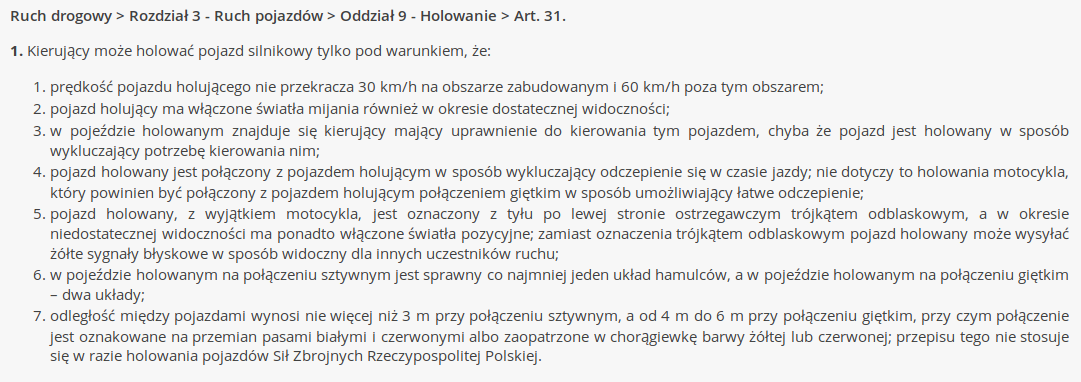 Ruch drogowy > Rozdział 3 - Ruch pojazdów > Oddział 9 - Holowanie > Art. 31.
1. Kierujący może holować pojazd silnikowy tylko pod warunkiem, że:
1. prędkość pojazdu holującego nie przekracza 30 km/h na obszarze zabudowanym i 60 km/h poza tym obszarem;
2. pojazd holujący ma włączone światła mijania również w okresie dostatecznej widoczności;
3. w pojeździe holowanym znajduje się kierujący mający uprawnienie do kierowania tym pojazdem, chyba że pojazd jest holowany w sposób
wykluczający potrzebę kierowania nim;
4. pojazd holowany jest połączony z pojazdem holującym w sposób wykluczający odczepienie się w czasie jazdy; nie dotyczy to holowania motocykla,
który powinien być połączony z pojazdem holującym połączeniem giętkim w sposób umożliwiający łatwe odczepienie;
5. pojazd holowany, z wyjątkiem motocykla, jest oznaczony z tyłu po lewej stronie ostrzegawczym trójkątem odblaskowym, a w okresie
niedostatecznej widoczności ma ponadto włączone światła pozycyjne; zamiast oznaczenia trójkątem odblaskowym pojazd holowany może wysyłać
żółte sygnały błyskowe w sposób widoczny dla innych uczestników ruchu;
6. w pojeździe holowanym na połączeniu sztywnym jest sprawny co najmniej jeden układ hamulców, a w pojeździe holowanym na połączeniu giętkim
– dwa układy;
7. odległość między pojazdami wynosi nie więcej niż 3 m przy połączeniu sztywnym, a od 4 m do 6 m przy połączeniu giętkim, przy czym połączenie
jest oznakowane na przemian pasami białymi i czerwonymi albo zaopatrzone w chorągiewkę barwy żółtej lub czerwonej; przepisu tego nie stosuje
się w razie holowania pojazdów Sił Zbrojnych Rzeczypospolitej Polskiej.